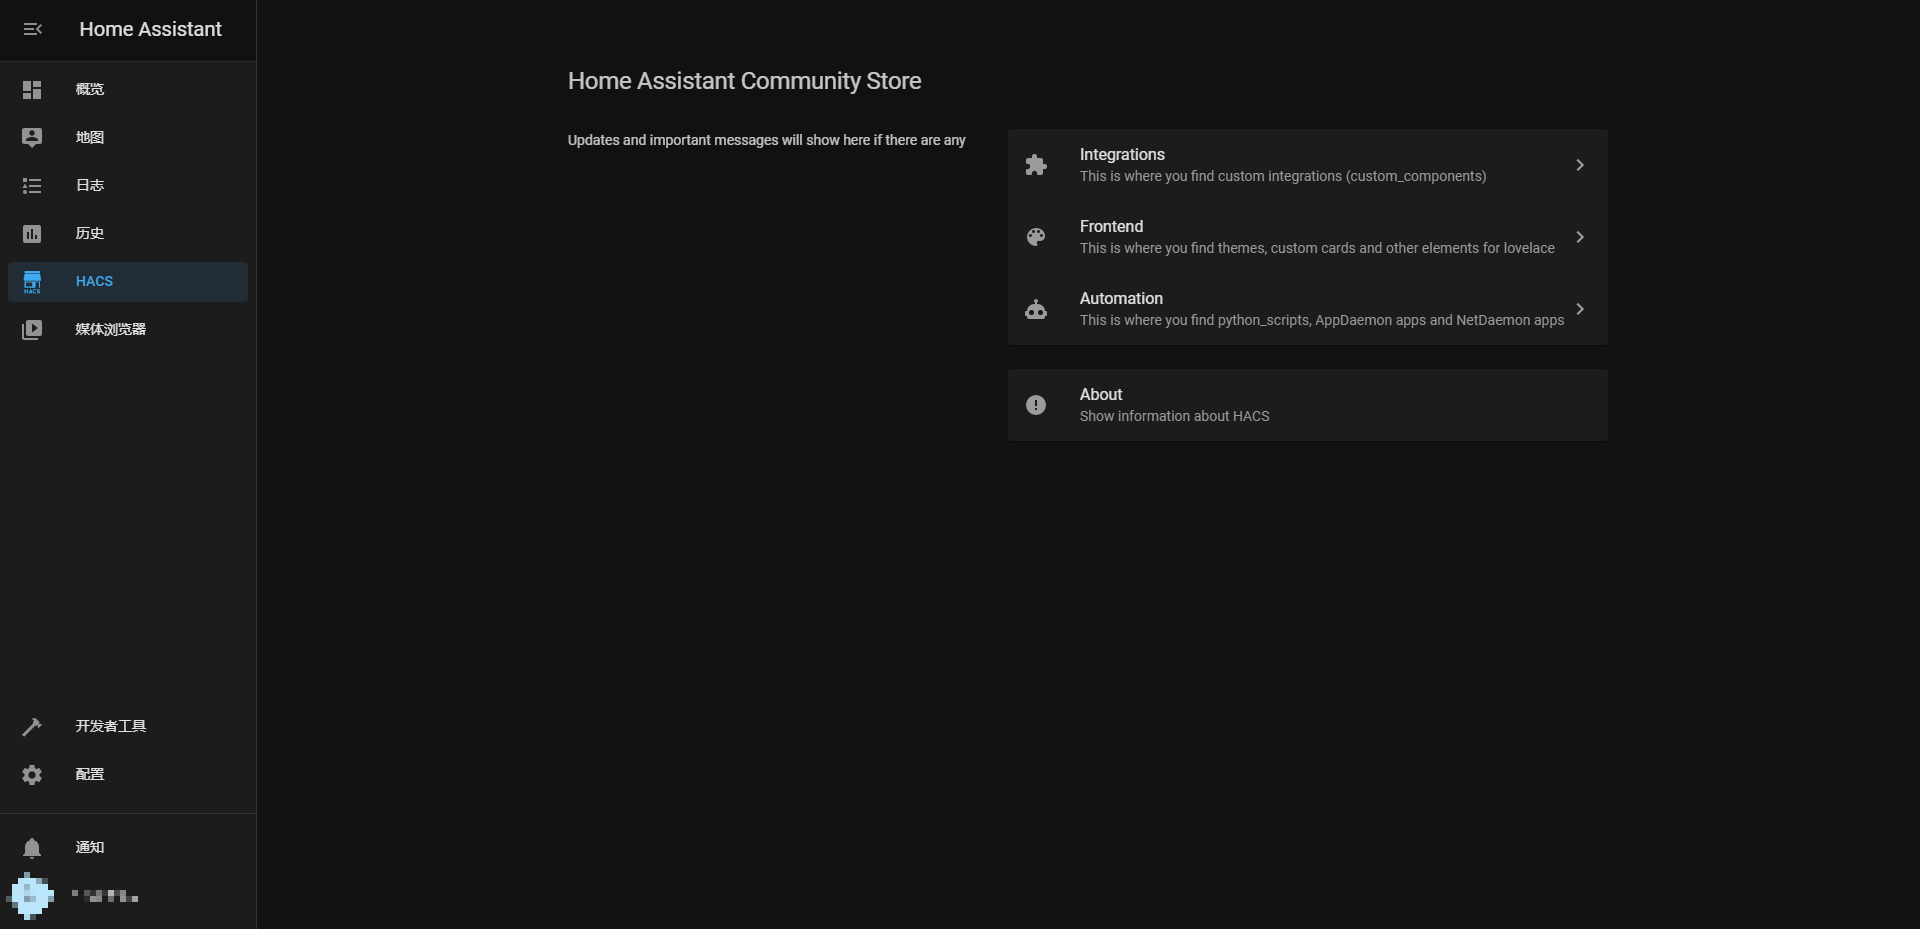 Home Assistant
概览
地图
日志
历史
HACS
HACS
媒体浏览器
开发者工具
配置
通知
Home Assistant Community Store
Updates and important messages will show here if there are any
Integrations
This is where you find custom integrations (custom_components)
Frontend
This is where you find themes, custom cards and other elements for lovelace
Automation
This is where you find python_scripts, AppDaemon apps and NetDaemon apps
About
Show information about HACS